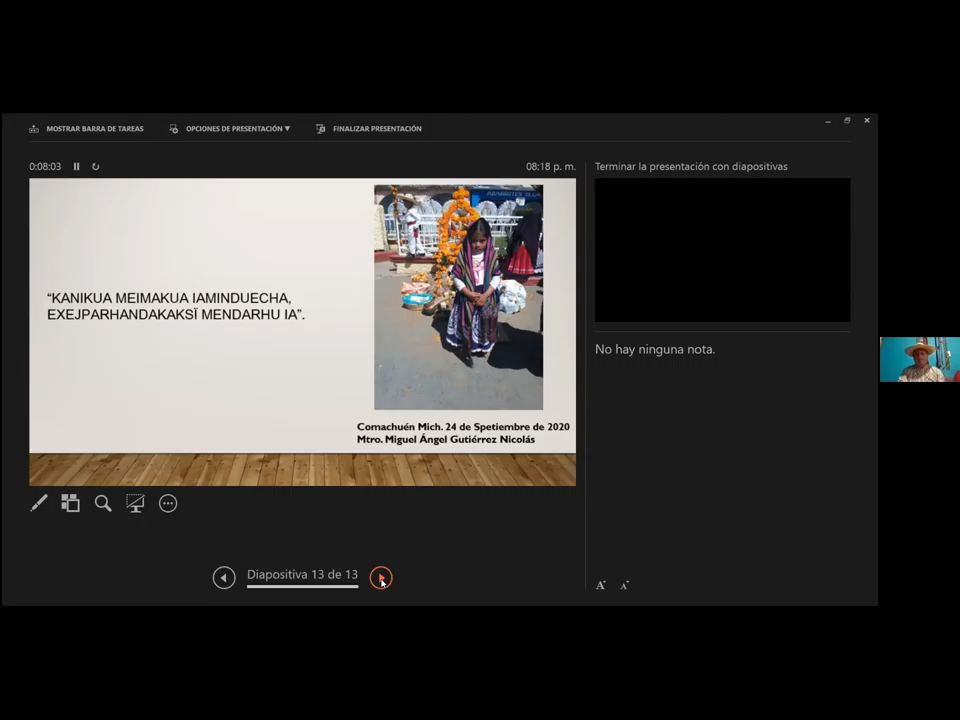 MOSTRAR BARRA DE TAREAS
OPCIONES DE PRESENTACIÓN ▼
FINALIZAR PRESENTACIÓN
0:08:03
08:18 p. m.
Terminar la presentación con diapositivas
“KANIKUA MEIMAKUA IAMINDUECHA,
EXEJPARHANDAKAKSÏ MENDARHU IA”.
No hay ninguna nota.
Comachuén Mich. 24 de Spetiembre de 2020
Mtro. Miguel Ángel Gutiérrez Nicolás
Diapositiva 13 de 13
A A